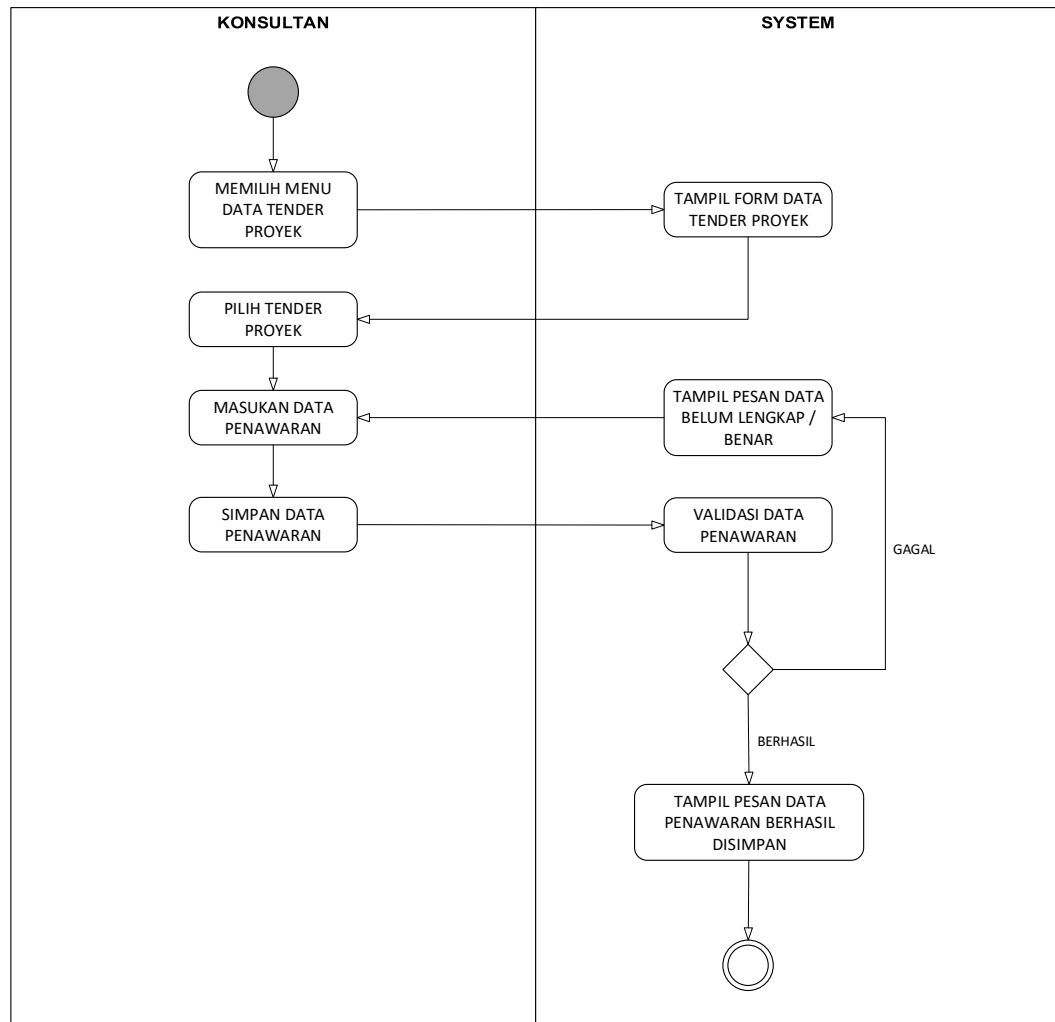 KONSULTAN
SYSTEM
MEMILIH MENU
DATA TENDER
PROYEK
TAMPIL FORM DATA
TENDER PROYEK
PILIH TENDER
PROYEK
MASUKAN DATA
PENAWARAN
TAMPIL PESAN DATA
BELUM LENGKAP /
BENAR
SIMPAN DATA
PENAWARAN
VALIDASI DATA
PENAWARAN
GAGAL
BERHASIL
TAMPIL PESAN DATA
PENAWARAN BERHASIL
DISIMPAN